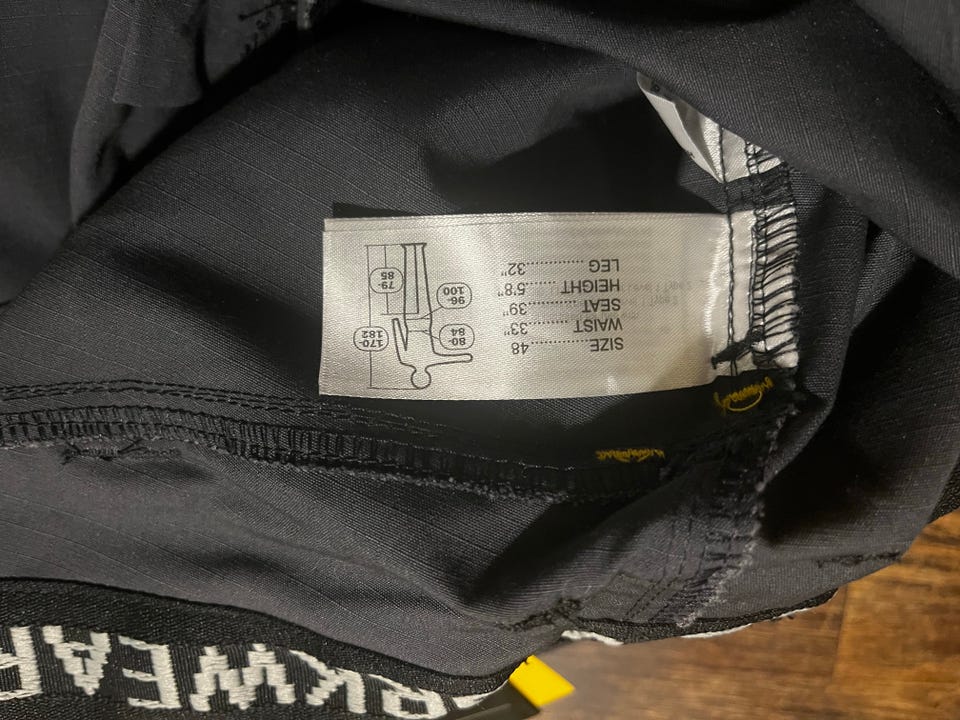 SIZE..............48
WAIST..........33"
SEAT............39"
HEIGHT........5'8"
LEG..............32"
170-
182
80-
84
96-
100
79-
85
RKWEAR